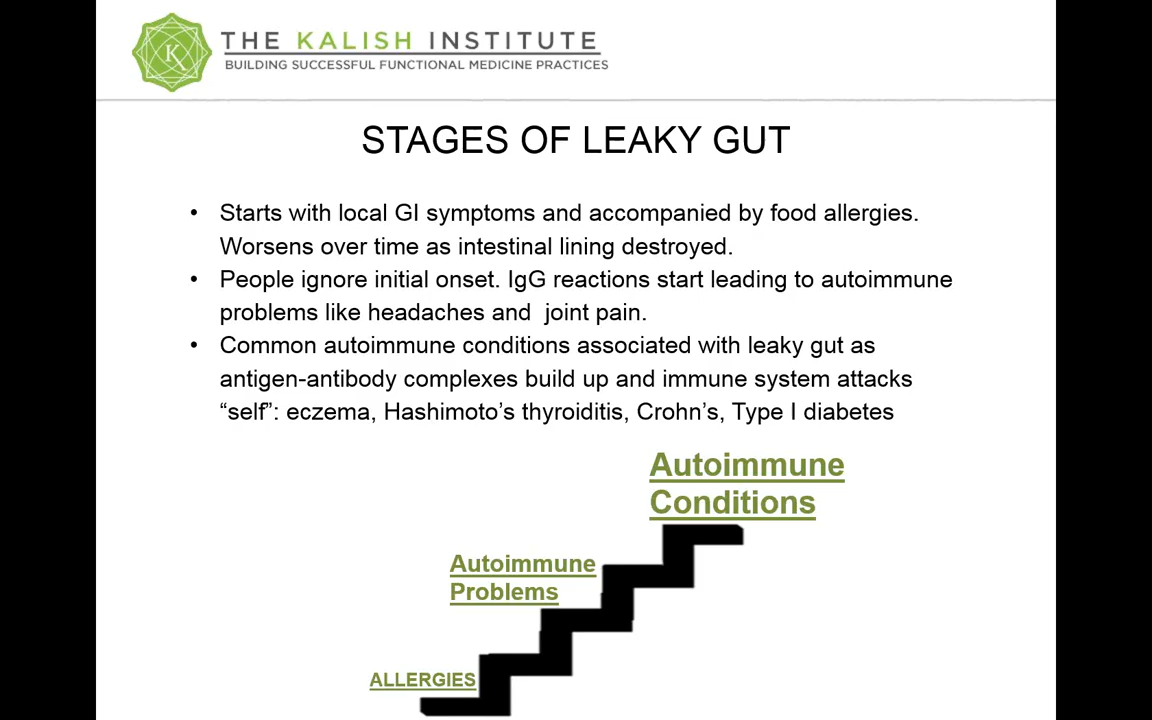 THE KALISH INSTITUTE
BUILDING SUCCESSFUL FUNCTIONAL MEDICINE PRACTICES
K
STAGES OF LEAKY GUT
• Starts with local GI symptoms and accompanied by food allergies.
Worsens over time as intestinal lining destroyed.
• People ignore initial onset. IgG reactions start leading to autoimmune
problems like headaches and  joint pain.
• Common autoimmune conditions associated with leaky gut as
antigen-antibody complexes build up and immune system attacks
“self”: eczema, Hashimoto’s thyroiditis, Crohn’s, Type I diabetes
Autoimmune
Conditions
Autoimmune
Problems
ALLERGIES